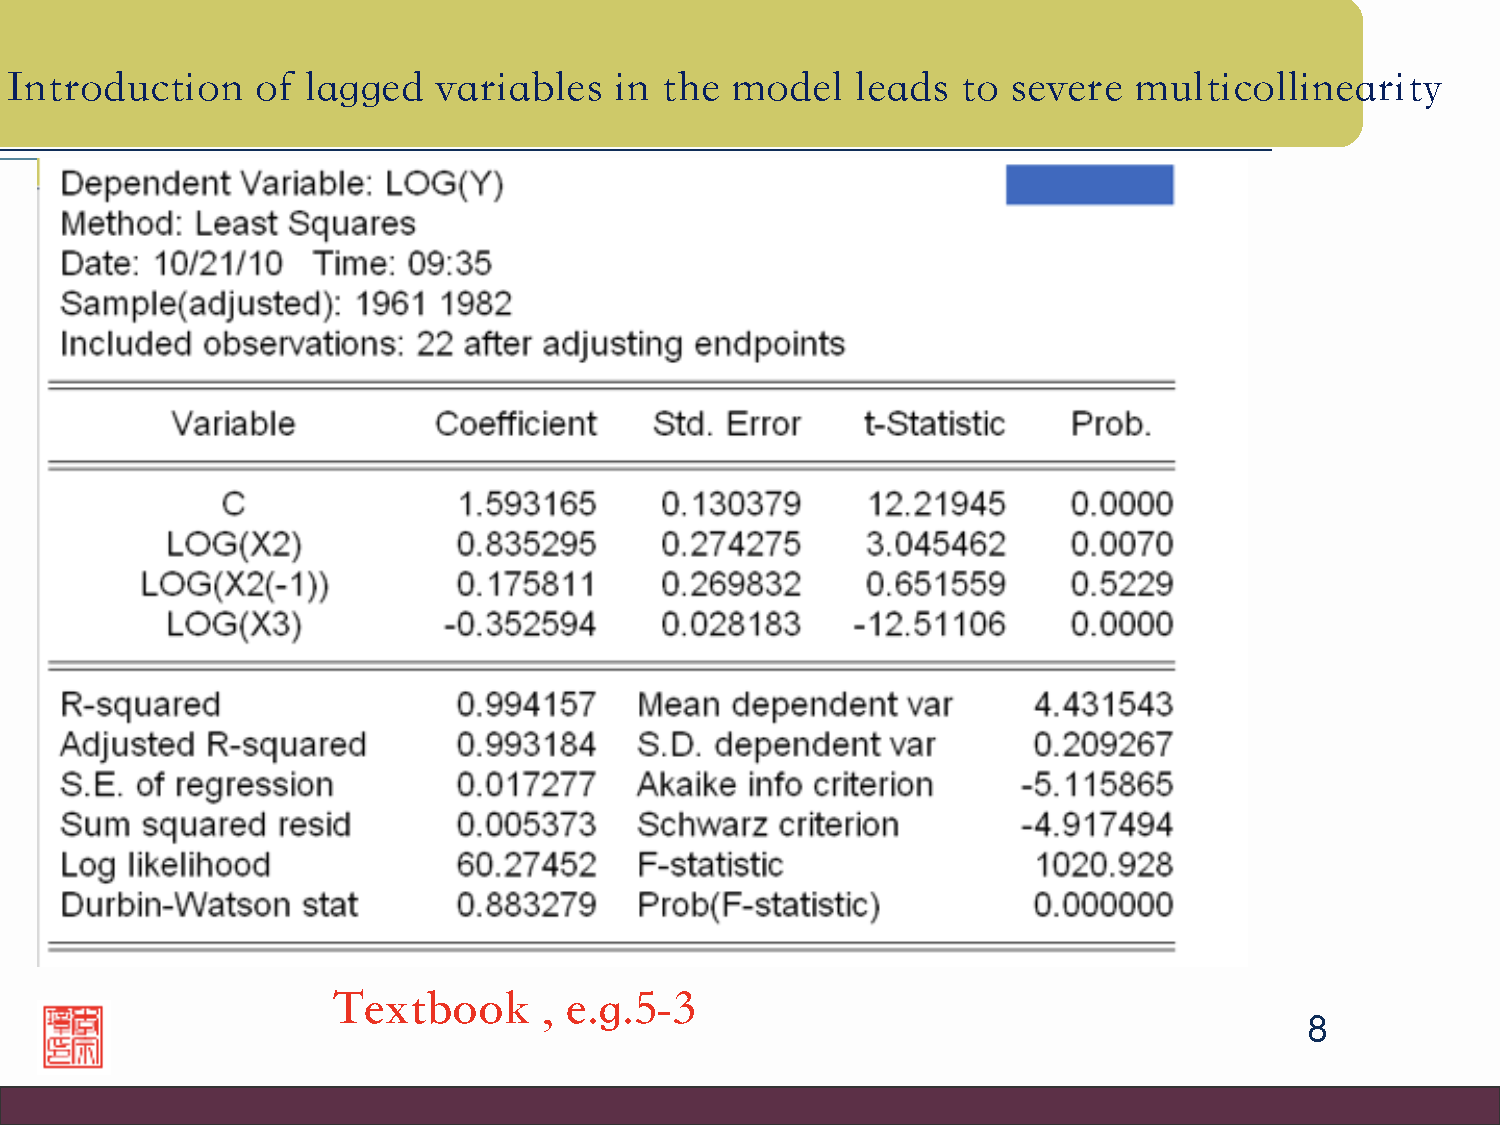 Introduction of lagged variables in the model leads to severe multicollinearity
Dependent Variable: LOG(Y)
Method: Least Squares
Date: 10/21/10 Time: 09:35
Sample(adjusted): 1961 1982
Included observations: 22 after adjusting endpoints
Variable Coefficient Std. Error t-Statistic Prob.
C 1.593165 0.130379 12.21945 0.0000
LOG(X2) 0.835295 0.274275 3.045462 0.0070
LOG(X2(-1)) 0.175811 0.269832 0.651559 0.5229
LOG(X3) -0.352594 0.028183 -12.51106 0.0000
R-squared 0.994157 Mean dependent var 4.431543
Adjusted R-squared 0.993184 S.D. dependent var 0.209267
S.E. of regression 0.017277 Akaike info criterion -5.115865
Sum squared resid 0.005373 Schwarz criterion -4.917494
Log likelihood 60.27452 F-statistic 1020.928
Durbin-Watson stat 0.883279 Prob(F-statistic) 0.000000
Textbook , e.g.5-3
8